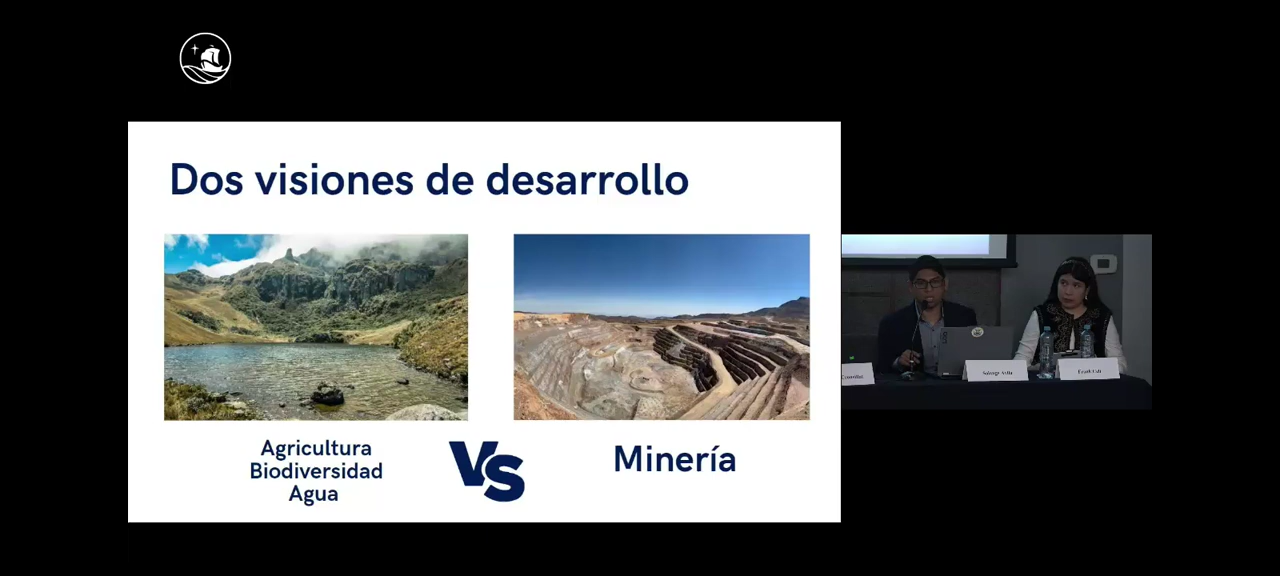 Dos visiones de desarrollo
Agricultura
Biodiversidad
Agua
VS
Minería